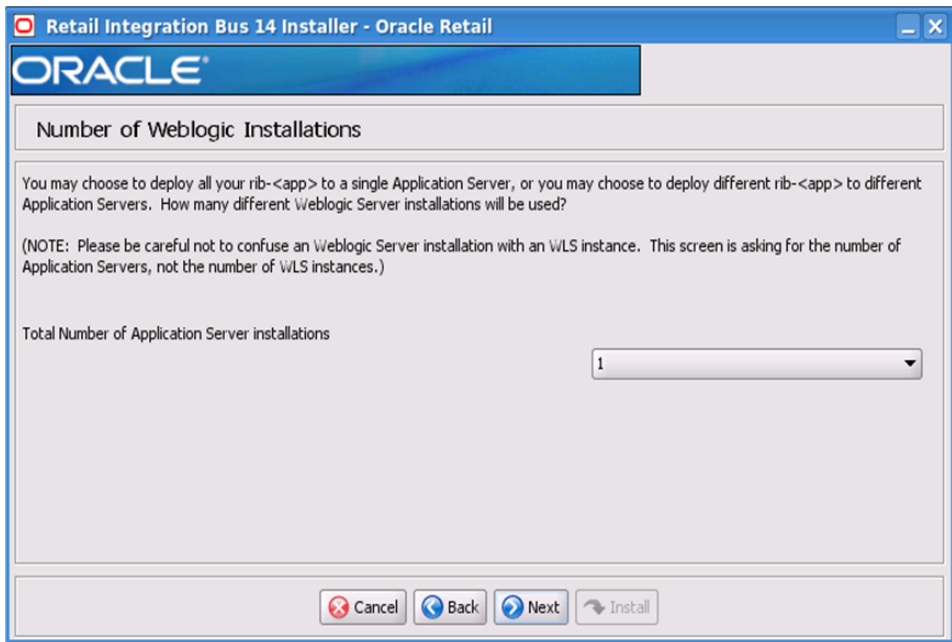 Retail Integration Bus 14 Installer - Oracle Retail
ORACLE®
Number of Weblogic Installations
You may choose to deploy all your rib-<app> to a single Application Server, or you may choose to deploy different rib-<app> to different
Application Servers. How many different Weblogic Server installations will be used?
(NOTE: Please be careful not to confuse an Weblogic Server installation with an WLS instance. This screen is asking for the number of
Application Servers, not the number of WLS instances.)
Total Number of Application Server installations
1
Cancel Back Next Install